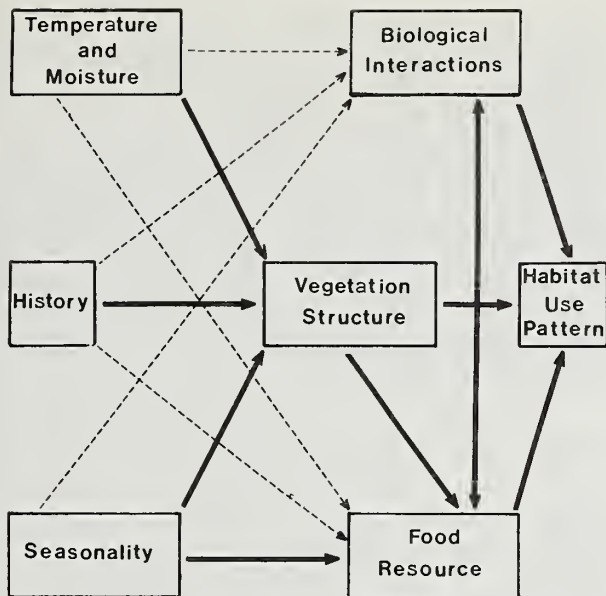 Temperature
and
Moisture
Biological
Interactions
History
Vegetation
Structure
Habitat
Use
Pattern
Seasonality
Food
Resource